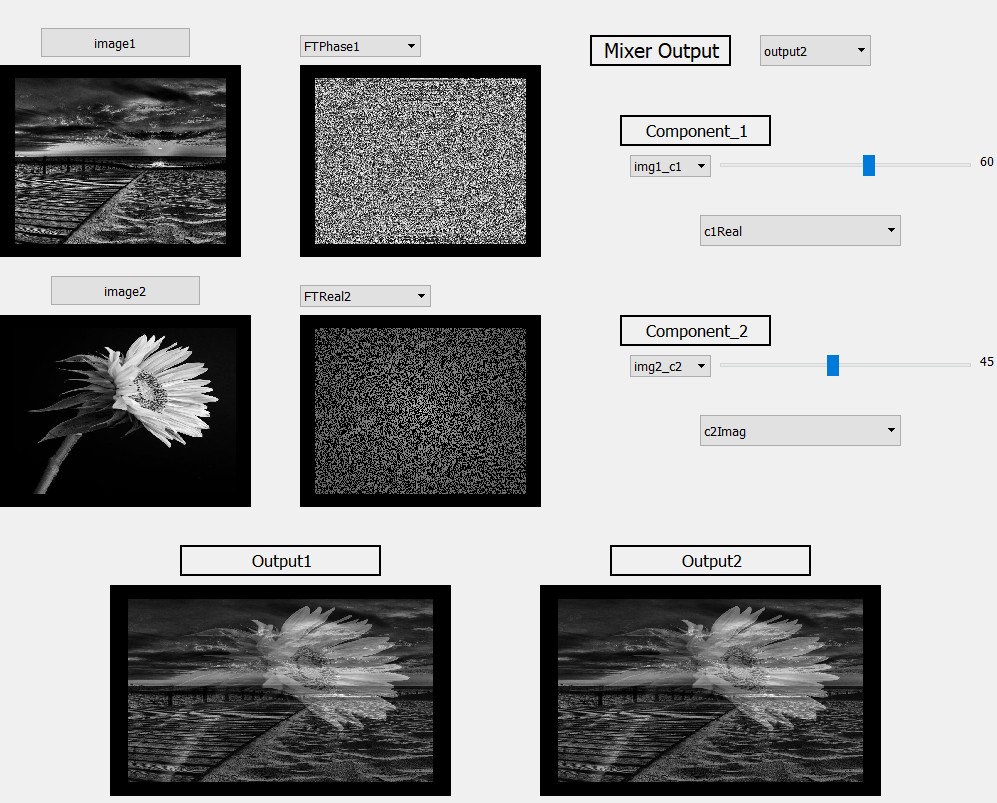 image1
FTPhase1
Mixer Output
output2
Component_1
img1_c1
60
c1Real
image2
FTReal2
Component_2
img2_c2
45
c2Imag
Output1
Output2